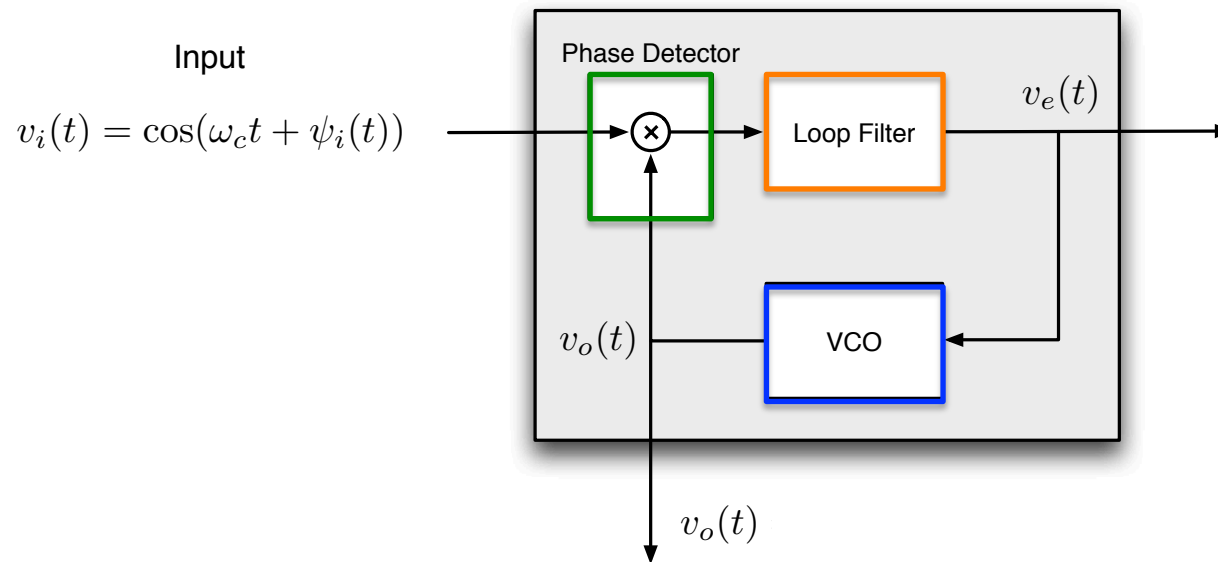 Input
v_i(t) = cos(ω_c t + ψ_i(t))
Phase Detector
×
Loop Filter
v_e(t)
v_o(t)
VCO
v_o(t)